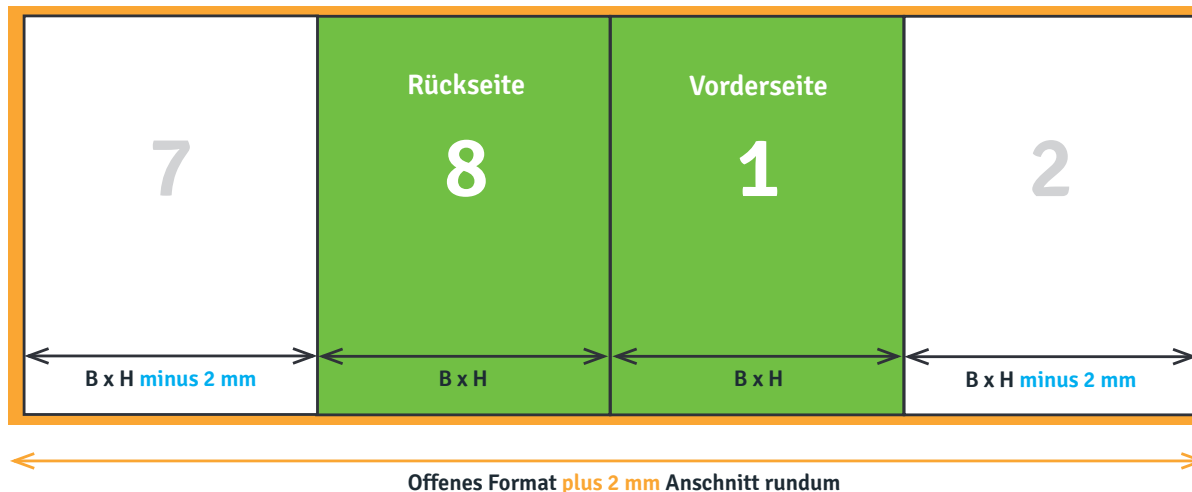 Rückseite
Vorderseite
7
8
1
2
B x H minus 2 mm
B x H
B x H
B x H minus 2 mm
Offenes Format plus 2 mm Anschnitt rundum